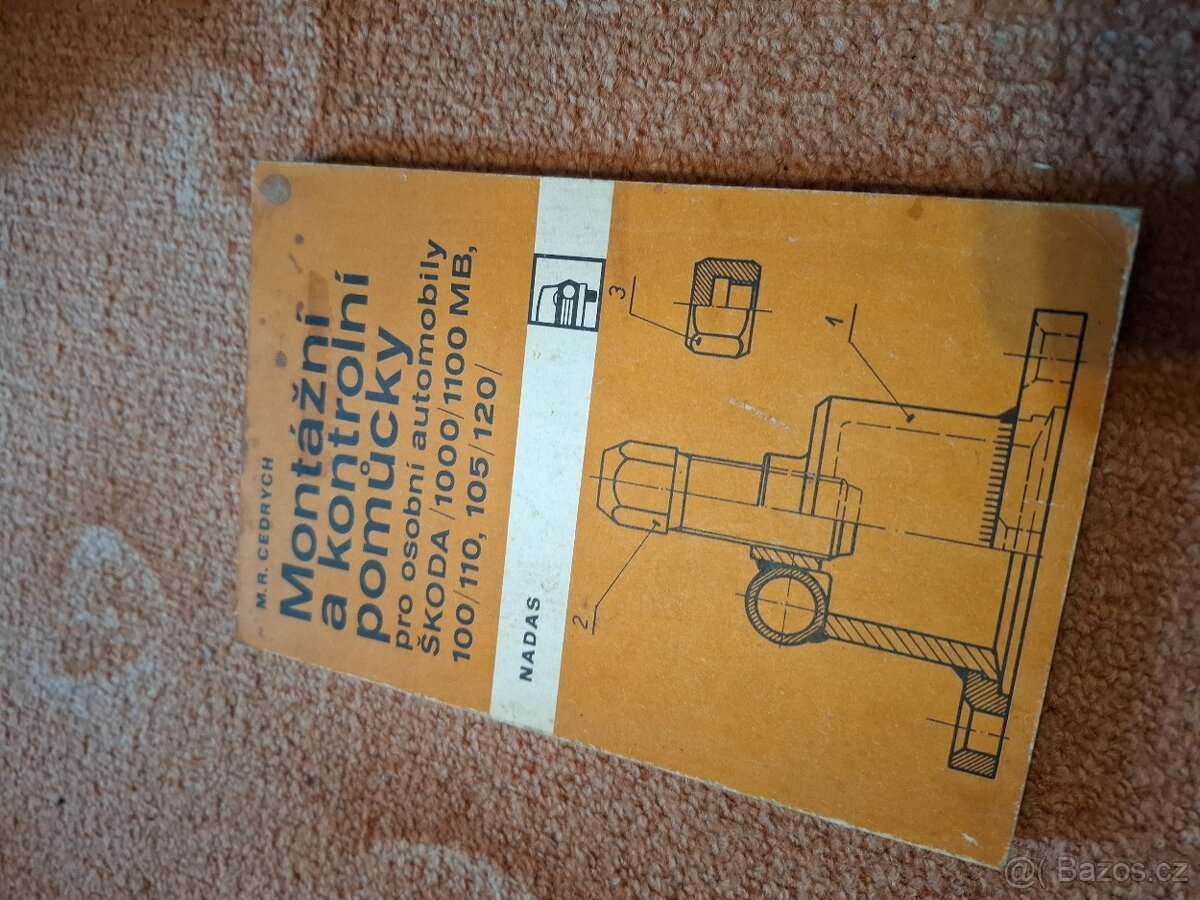 M.R. CEDRYCH
Montážní
a kontrolní
pomůcky
pro osobní automobily
ŠKODA /1000/1100 MB,
100/110, 105/120/
NADAS
2
3
1
@ Bazos.cz